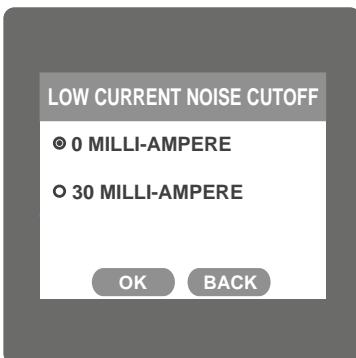 LOW CURRENT NOISE CUTOFF
0 MILLI-AMPERE
30 MILLI-AMPERE
OK BACK